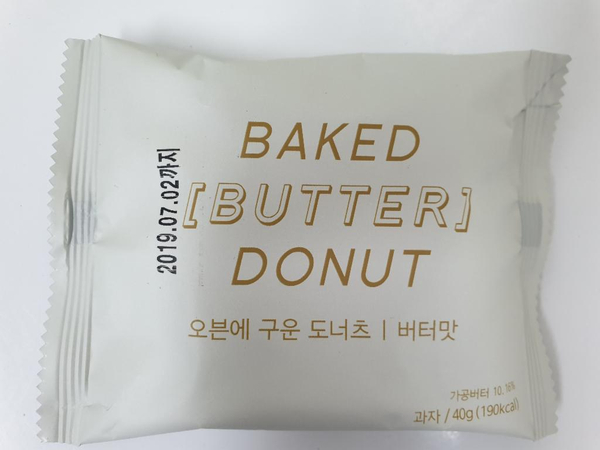 BAKED
[BUTTER]
DONUT
오븐에 구운 도너츠 | 버터맛
2019.07.02까지
가공버터
과자 / 40g (190kcal)